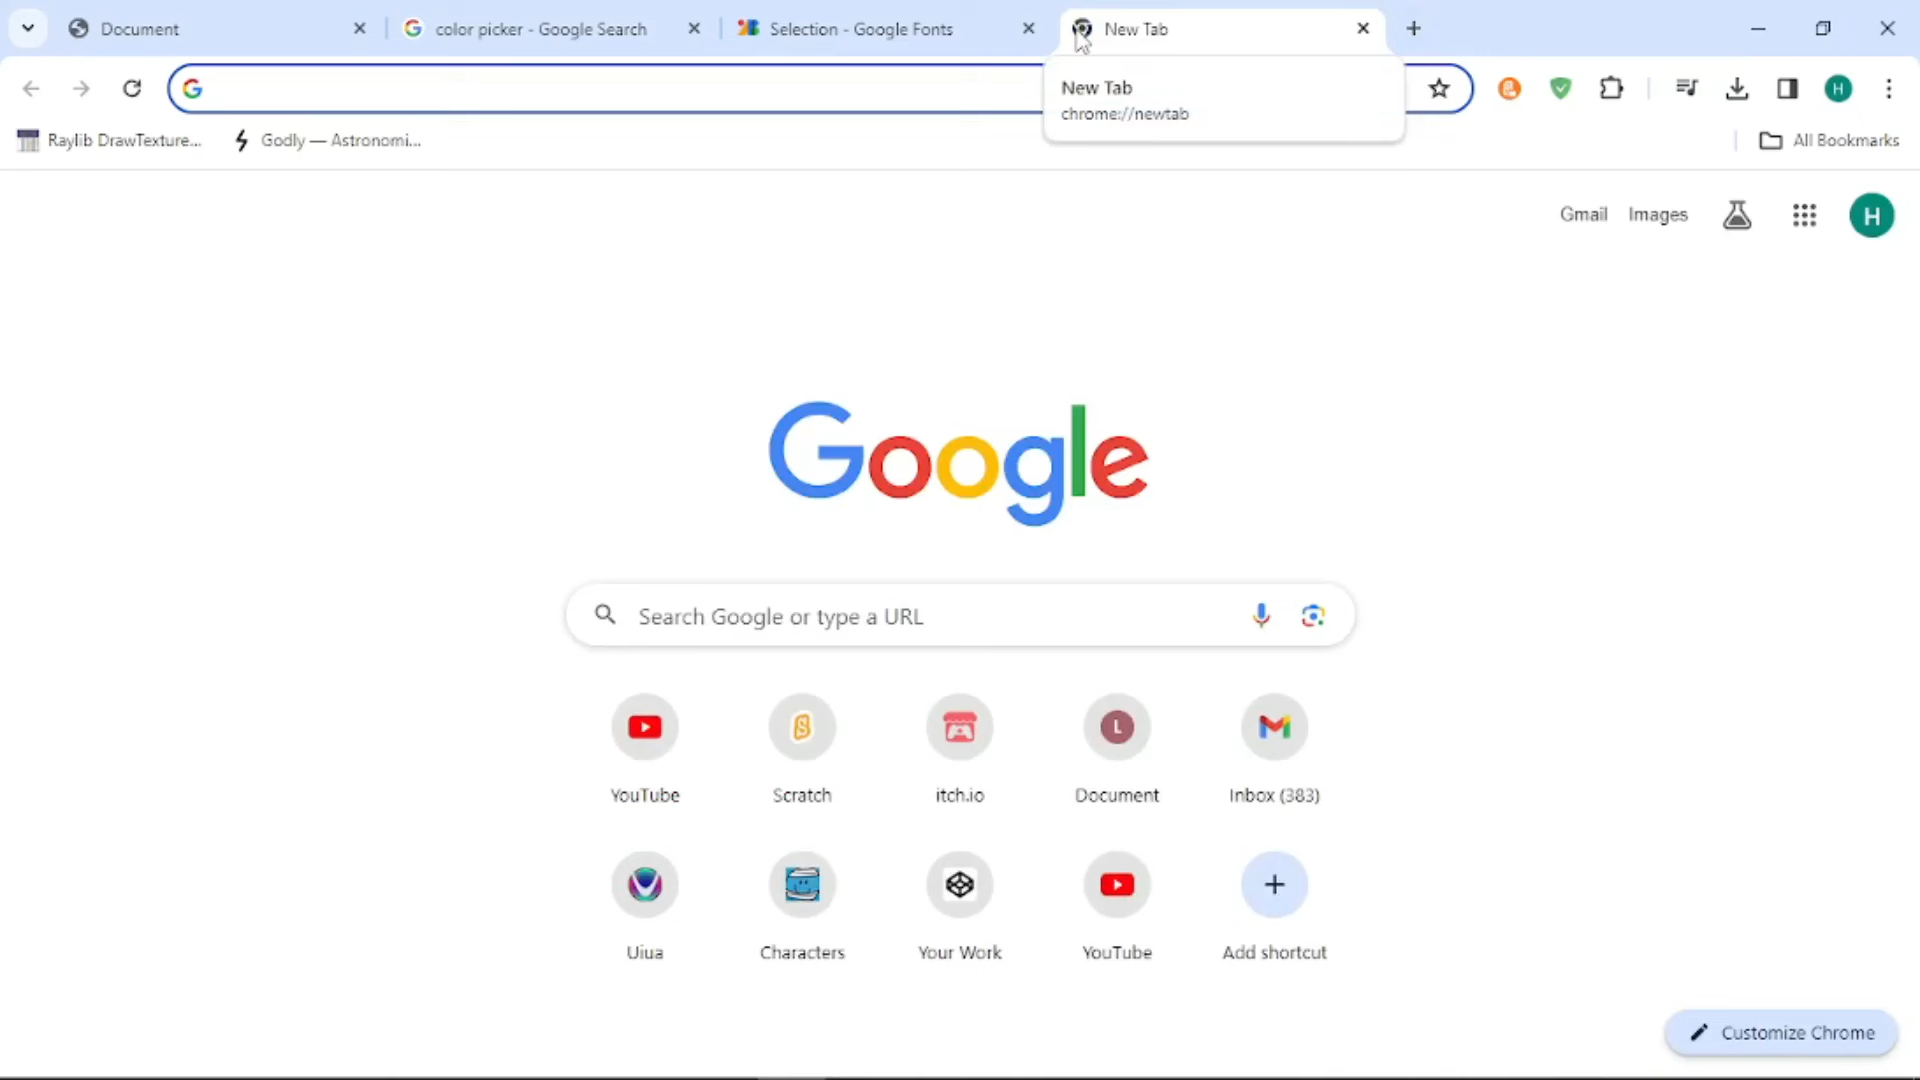 Document
color picker - Google Search
Selection - Google Fonts
New Tab
New Tab
chrome://newtab
H
Raylib DrawTexture...
Godly — Astronomi...
All Bookmarks
Gmail
Images
H
Google
Search Google or type a URL
YouTube
Scratch
itch.io
L
Document
Inbox (383)
Uiua
Characters
Your Work
YouTube
Add shortcut
Customize Chrome